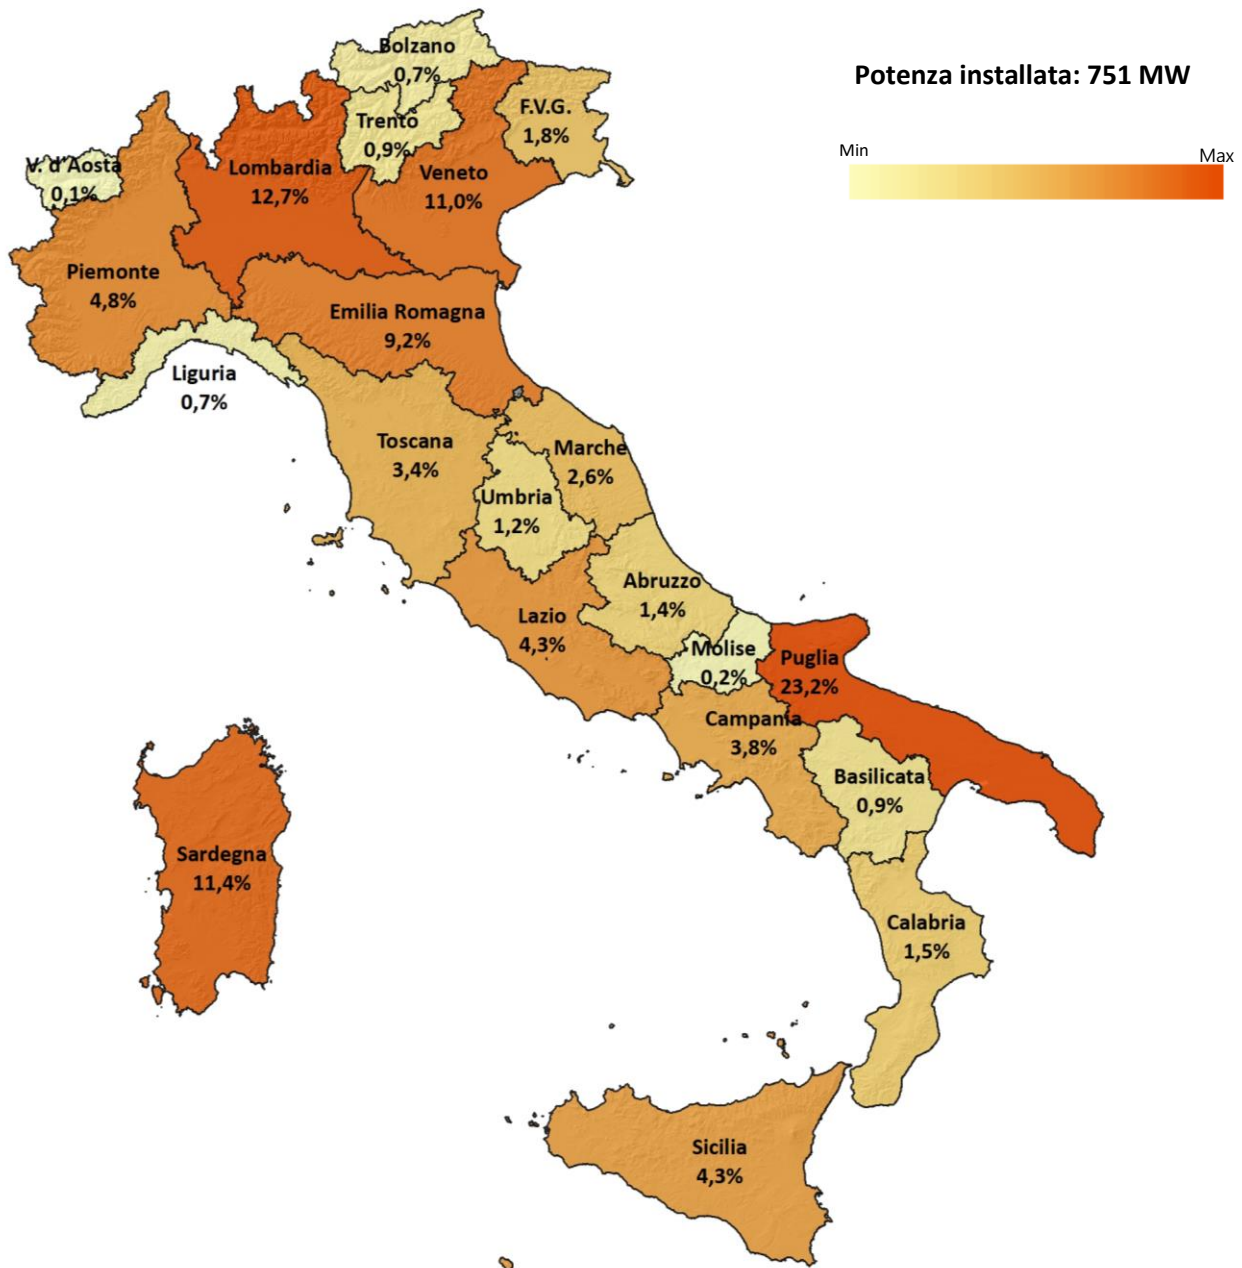 Potenza installata: 751 MW
Min
Max
Bolzano
0,7%
Trento
0,9%
F.V.G.
1,8%
V. d'Aosta
0,1%
Lombardia
12,7%
Veneto
11,0%
Piemonte
4,8%
Emilia Romagna
9,2%
Liguria
0,7%
Toscana
3,4%
Marche
2,6%
Umbria
1,2%
Abruzzo
1,4%
Lazio
4,3%
Molise
0,2%
Puglia
23,2%
Campania
3,8%
Basilicata
0,9%
Sardegna
11,4%
Calabria
1,5%
Sicilia
4,3%